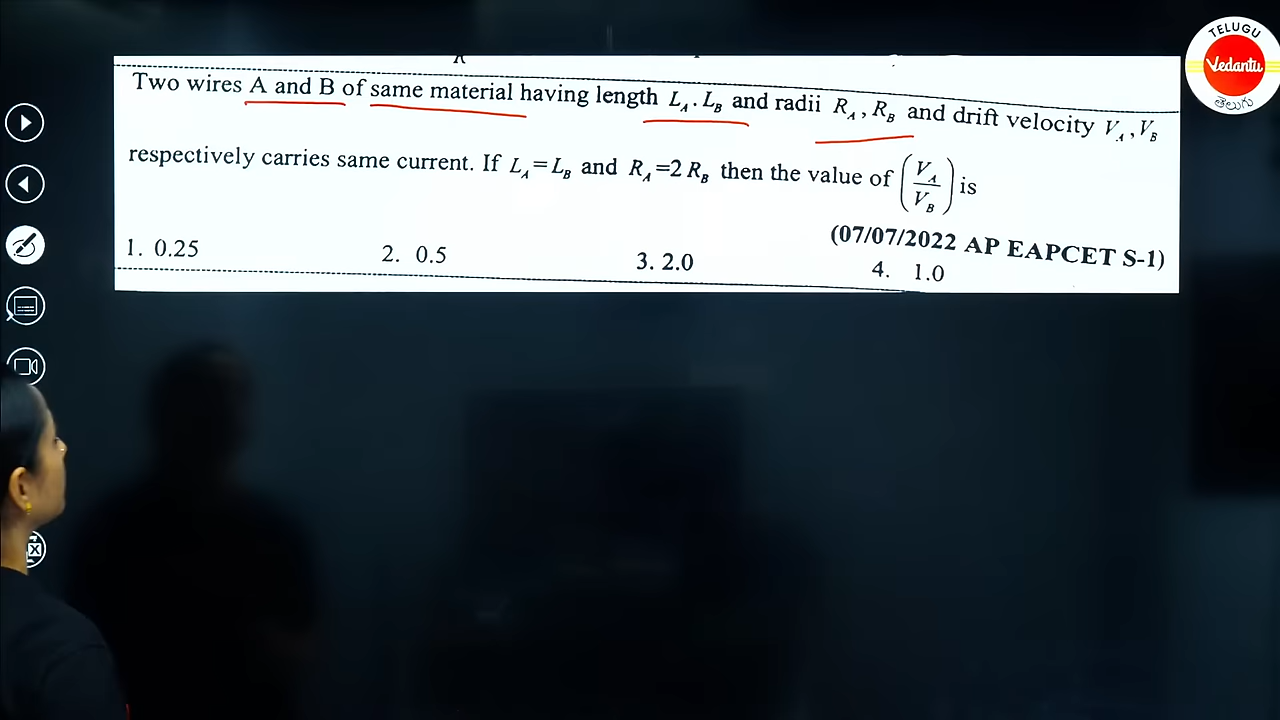 TELUGU
Vedantu
తెలుగు
Two wires A and B of same material having length L_A . L_B and radii R_A , R_B and drift velocity V_A , V_B
respectively carries same current. If L_A = L_B and R_A =2 R_B then the value of (V_A / V_B) is
(07/07/2022 AP EAPCET S-1)
1. 0.25 2. 0.5 3. 2.0 4. 1.0